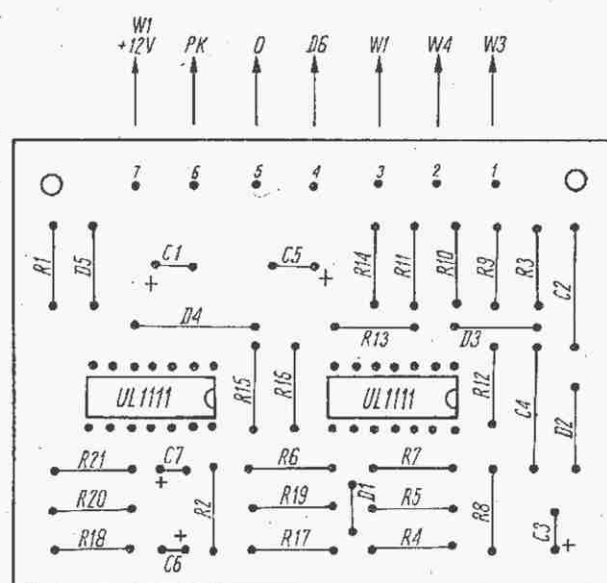 W1
+12V PK 0 D6 W1 W4 W3
7 6 5 4 3 2 1
R1 D5 C1 C5 R14 R11 R10 R9 R3 C2
+ +
D4 R13 D3
UL1111 R15 R16 UL1111 R12 C4 D2
R21 C7 R2 R6 R7 R8
+
R20 R19 D1 R5 C3
+
R18 C6 R17 R4 +